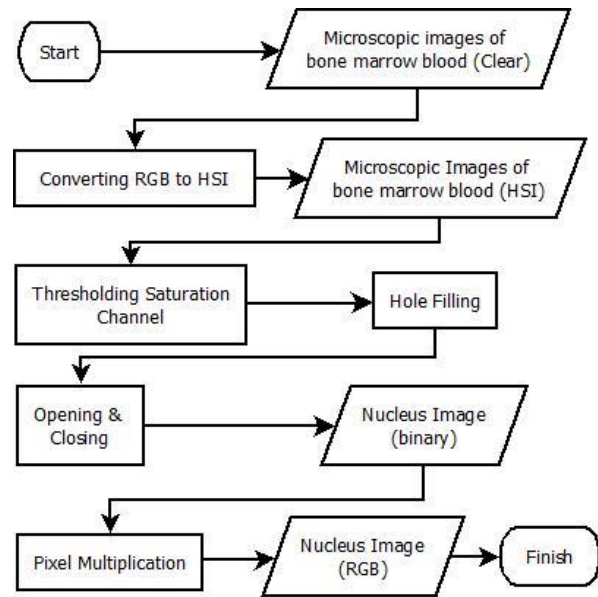 Start
Microscopic images of
bone marrow blood (Clear)
Converting RGB to HSI
Microscopic Images of
bone marrow blood (HSI)
Thresholding Saturation
Channel
Hole Filling
Opening &
Closing
Nucleus Image
(binary)
Pixel Multiplication
Nucleus Image
(RGB)
Finish